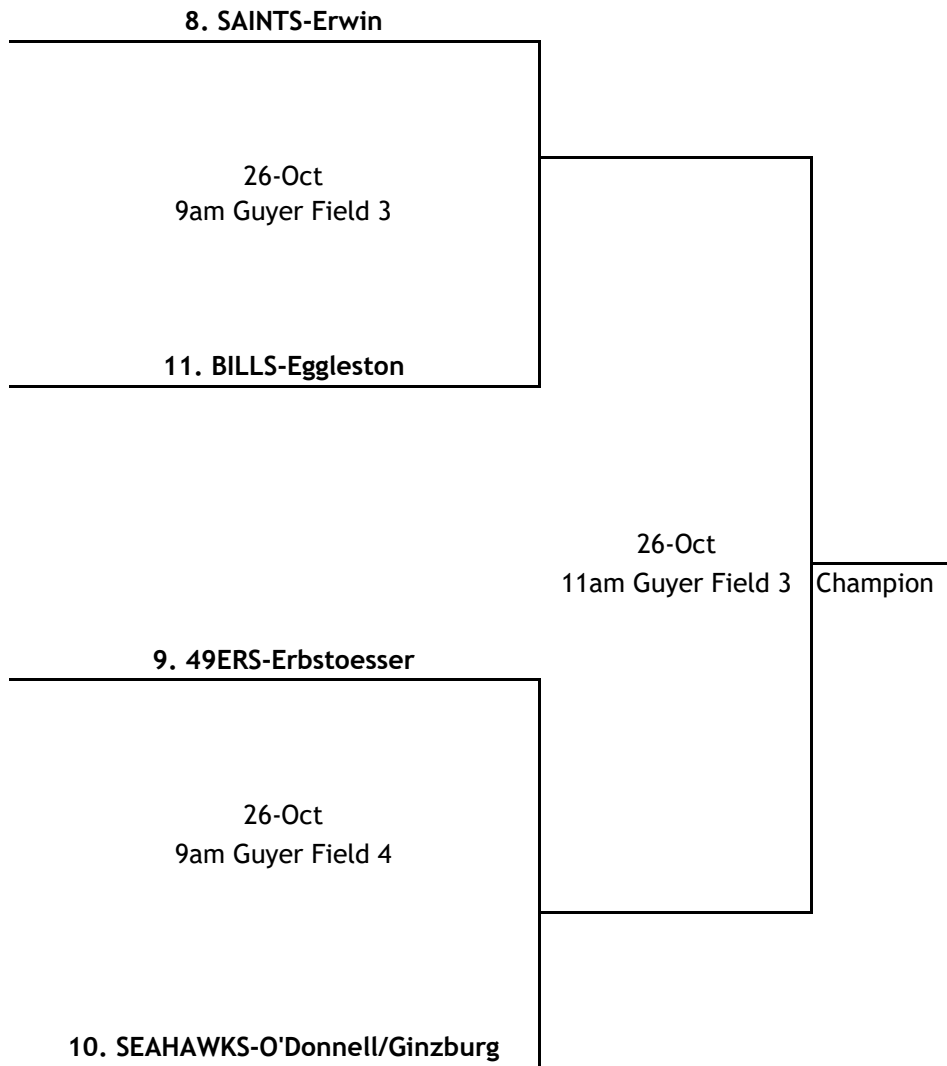 8. SAINTS-Erwin
26-Oct
9am Guyer Field 3
11. BILLS-Eggleston
26-Oct
11am Guyer Field 3
Champion
9. 49ERS-Erbstoesser
26-Oct
9am Guyer Field 4
10. SEAHAWKS-O'Donnell/Ginzburg